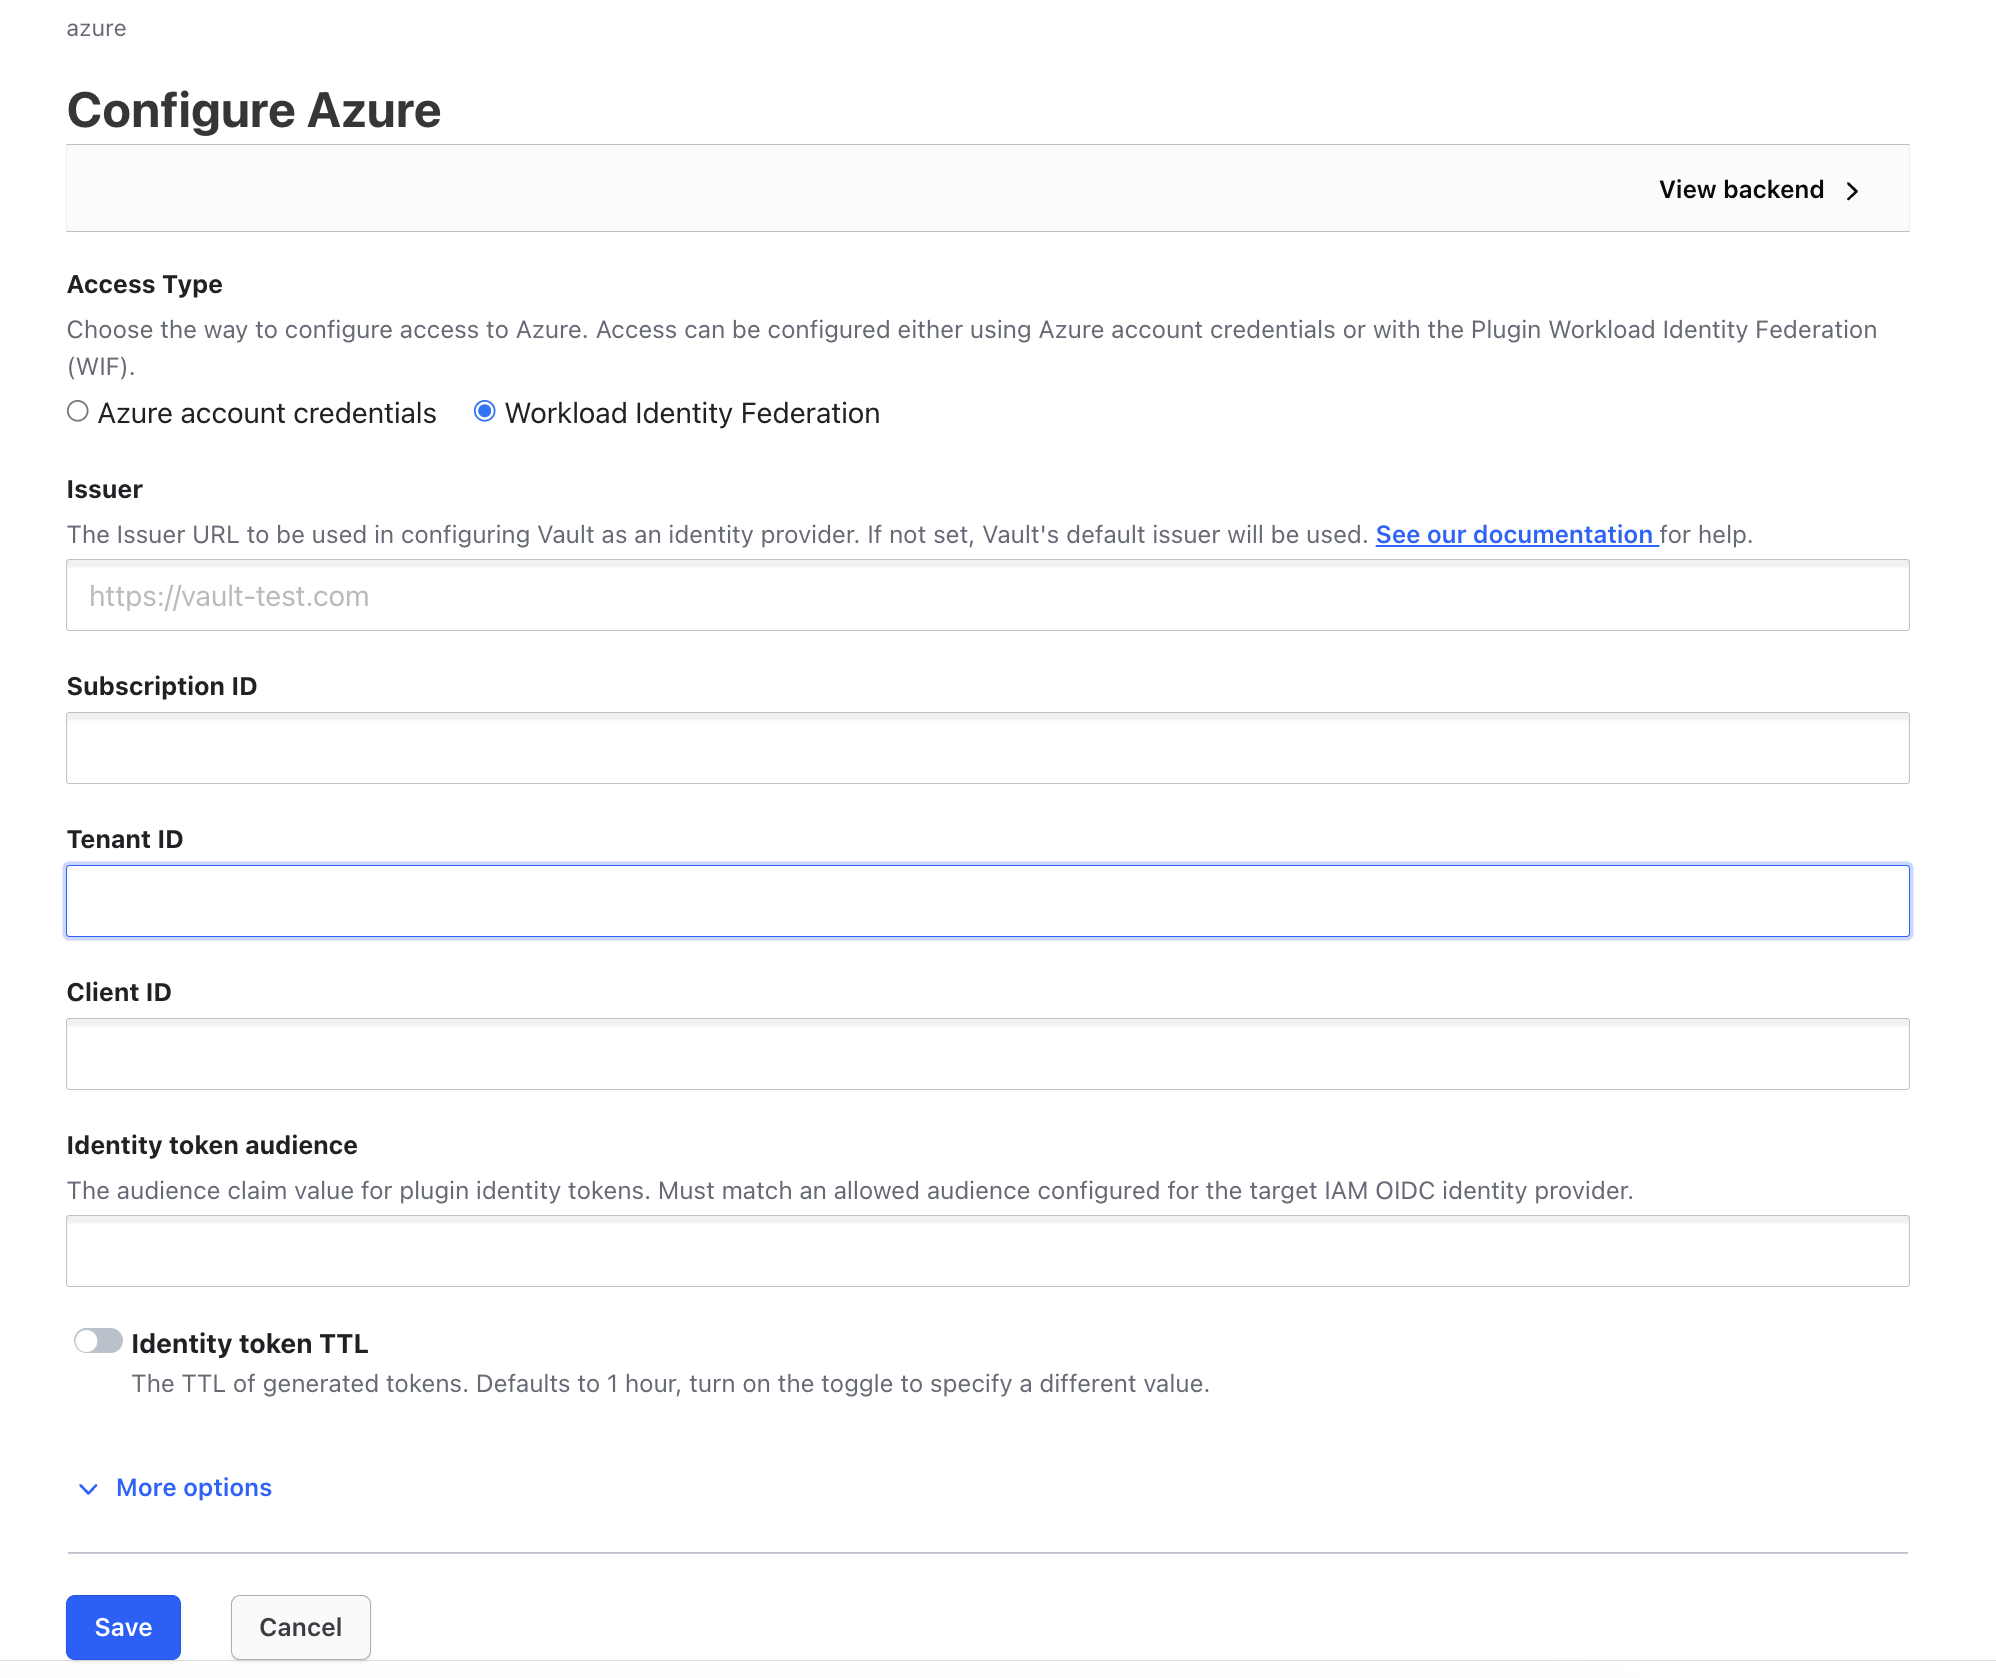 azure
Configure Azure
View backend
Access Type
Choose the way to configure access to Azure. Access can be configured either using Azure account credentials or with the Plugin Workload Identity Federation
(WIF).
Azure account credentials Workload Identity Federation
Issuer
The Issuer URL to be used in configuring Vault as an identity provider. If not set, Vault's default issuer will be used. See our documentation for help.
https://vault-test.com
Subscription ID
Tenant ID
Client ID
Identity token audience
The audience claim value for plugin identity tokens. Must match an allowed audience configured for the target IAM OIDC identity provider.
Identity token TTL
The TTL of generated tokens. Defaults to 1 hour, turn on the toggle to specify a different value.
More options
Save Cancel